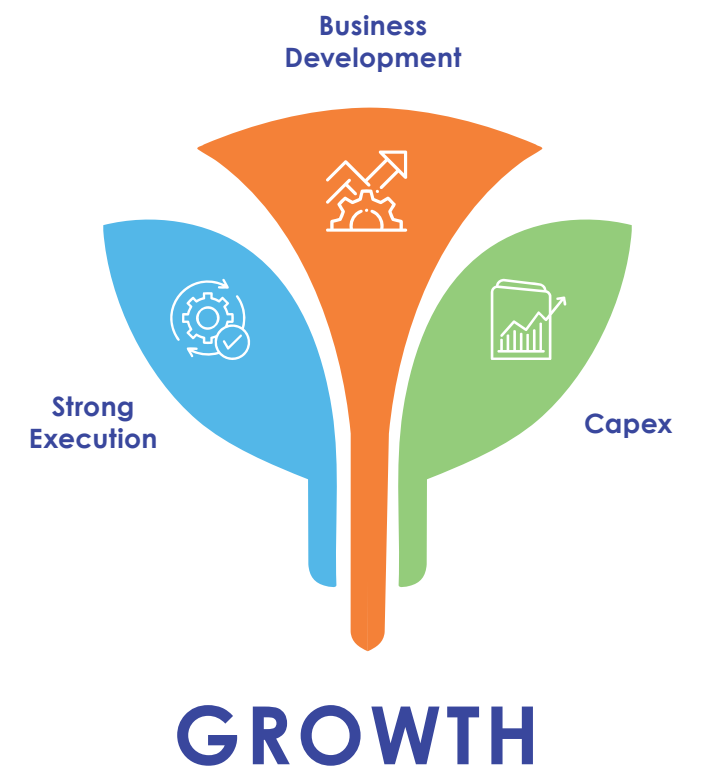 Business
Development
Strong
Execution
Capex
GROWTH